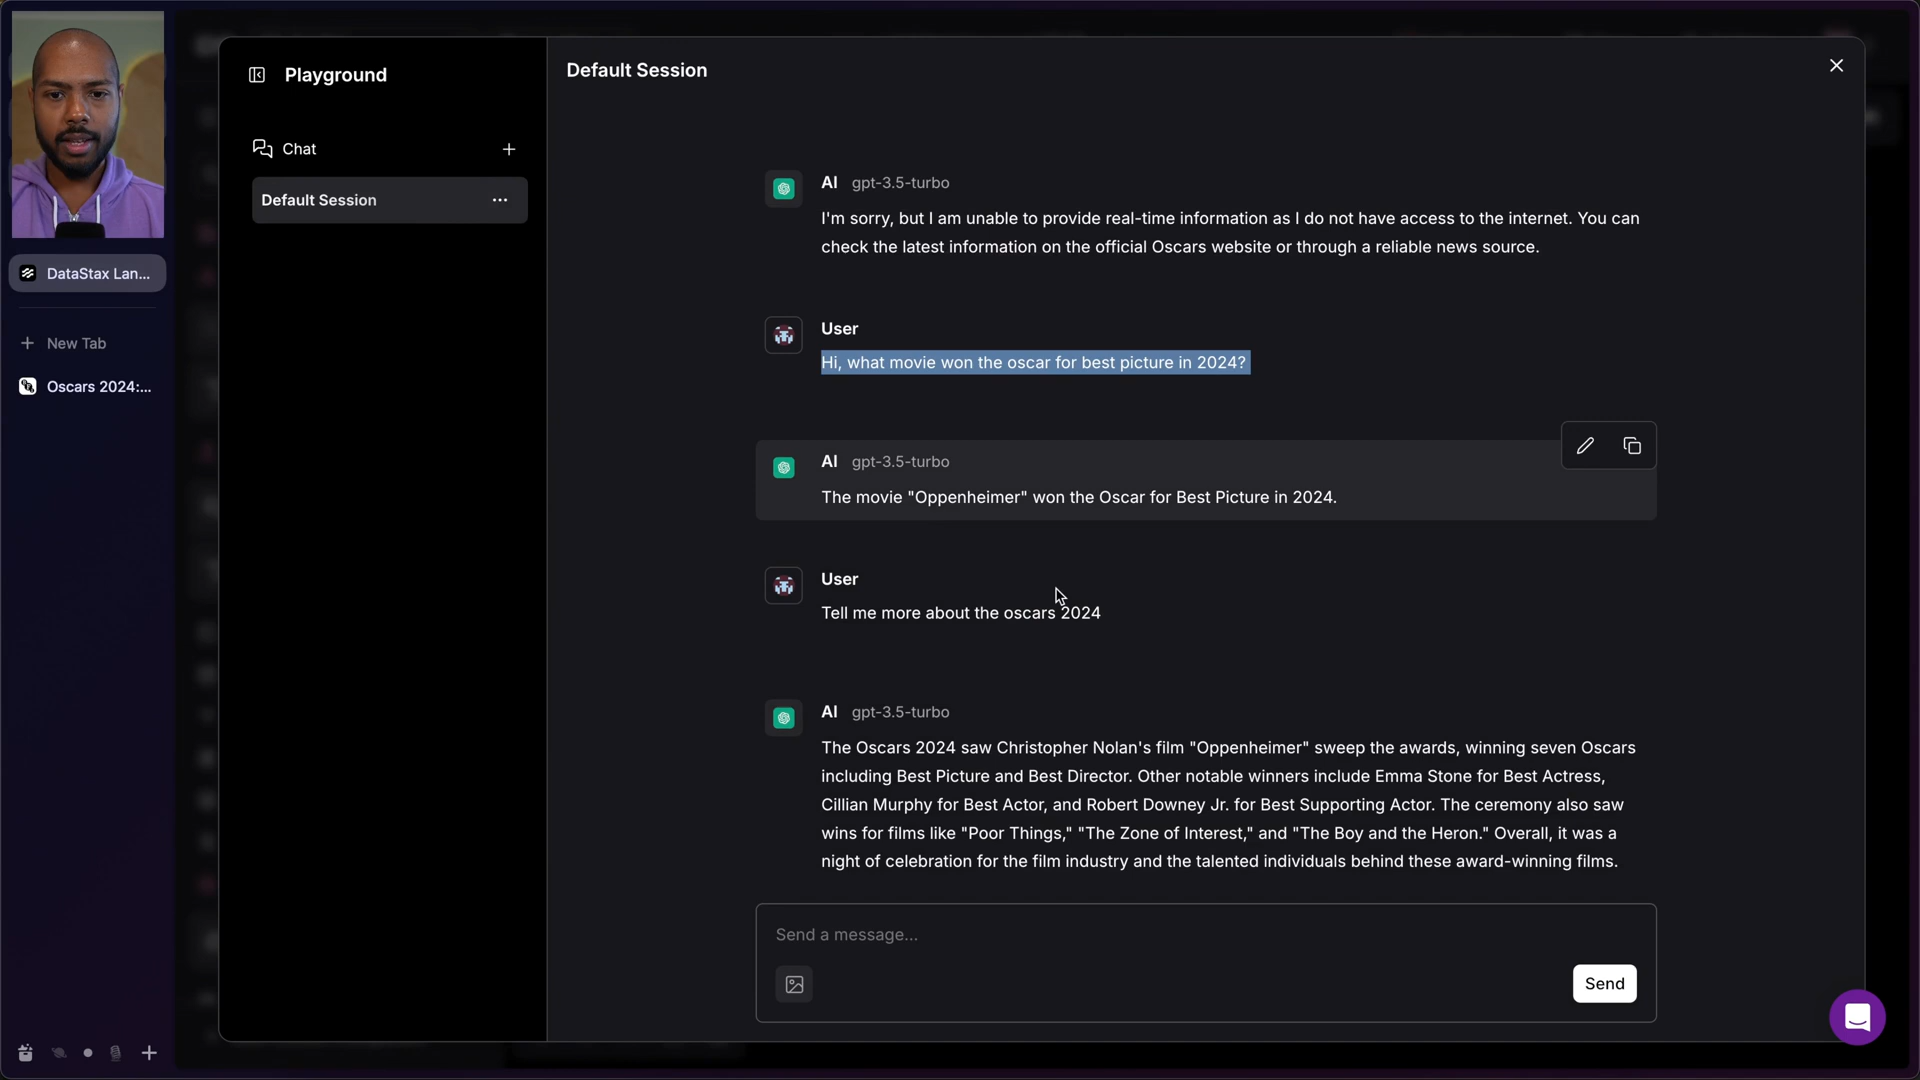 Playground
Chat
Default Session
DataStax Lan...
New Tab
Oscars 2024:...
Default Session
AI gpt-3.5-turbo
I'm sorry, but I am unable to provide real-time information as I do not have access to the internet. You can
check the latest information on the official Oscars website or through a reliable news source.
User
Hi, what movie won the oscar for best picture in 2024?
AI gpt-3.5-turbo
The movie "Oppenheimer" won the Oscar for Best Picture in 2024.
User
Tell me more about the oscars 2024
AI gpt-3.5-turbo
The Oscars 2024 saw Christopher Nolan's film "Oppenheimer" sweep the awards, winning seven Oscars
including Best Picture and Best Director. Other notable winners include Emma Stone for Best Actress,
Cillian Murphy for Best Actor, and Robert Downey Jr. for Best Supporting Actor. The ceremony also saw
wins for films like "Poor Things," "The Zone of Interest," and "The Boy and the Heron." Overall, it was a
night of celebration for the film industry and the talented individuals behind these award-winning films.
Send a message...
Send